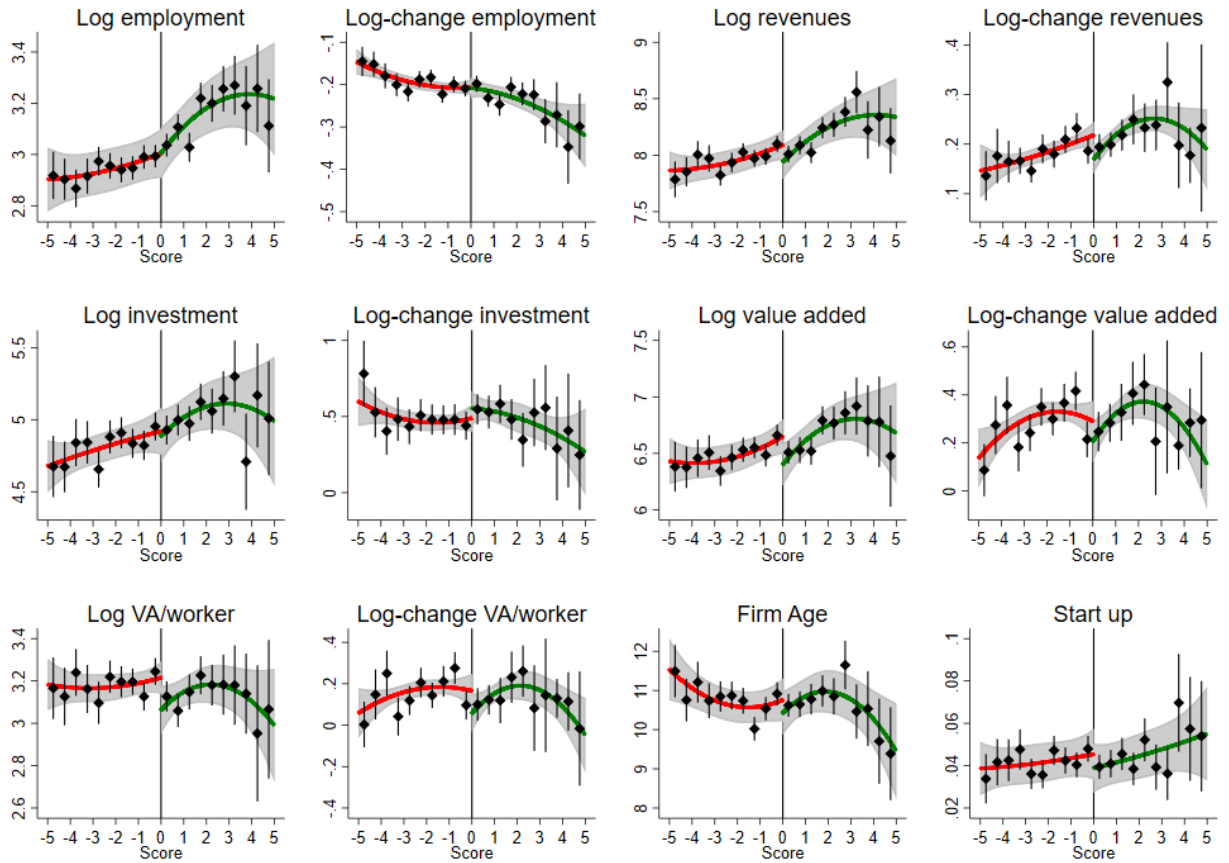 Log employment
3.4
3.2
3
2.8
-5 -4 -3 -2 -1 0 1 2 3 4 5
Score
Log-change employment
-.1
-.2
-.3
-.4
-.5
-5 -4 -3 -2 -1 0 1 2 3 4 5
Score
Log revenues
9
8.5
8
7.5
-5 -4 -3 -2 -1 0 1 2 3 4 5
Score
Log-change revenues
.4
.3
.2
.1
-5 -4 -3 -2 -1 0 1 2 3 4 5
Score
Log investment
5.5
5
4.5
-5 -4 -3 -2 -1 0 1 2 3 4 5
Score
Log-change investment
1
.5
0
-5 -4 -3 -2 -1 0 1 2 3 4 5
Score
Log value added
7.5
7
6.5
6
-5 -4 -3 -2 -1 0 1 2 3 4 5
Score
Log-change value added
.6
.4
.2
0
-5 -4 -3 -2 -1 0 1 2 3 4 5
Score
Log VA/worker
3.4
3.2
3
2.8
2.6
-5 -4 -3 -2 -1 0 1 2 3 4 5
Score
Log-change VA/worker
.4
.2
0
-.2
-.4
-5 -4 -3 -2 -1 0 1 2 3 4 5
Score
Firm Age
12
11
10
9
8
-5 -4 -3 -2 -1 0 1 2 3 4 5
Score
Start up
.1
.08
.06
.04
.02
-5 -4 -3 -2 -1 0 1 2 3 4 5
Score